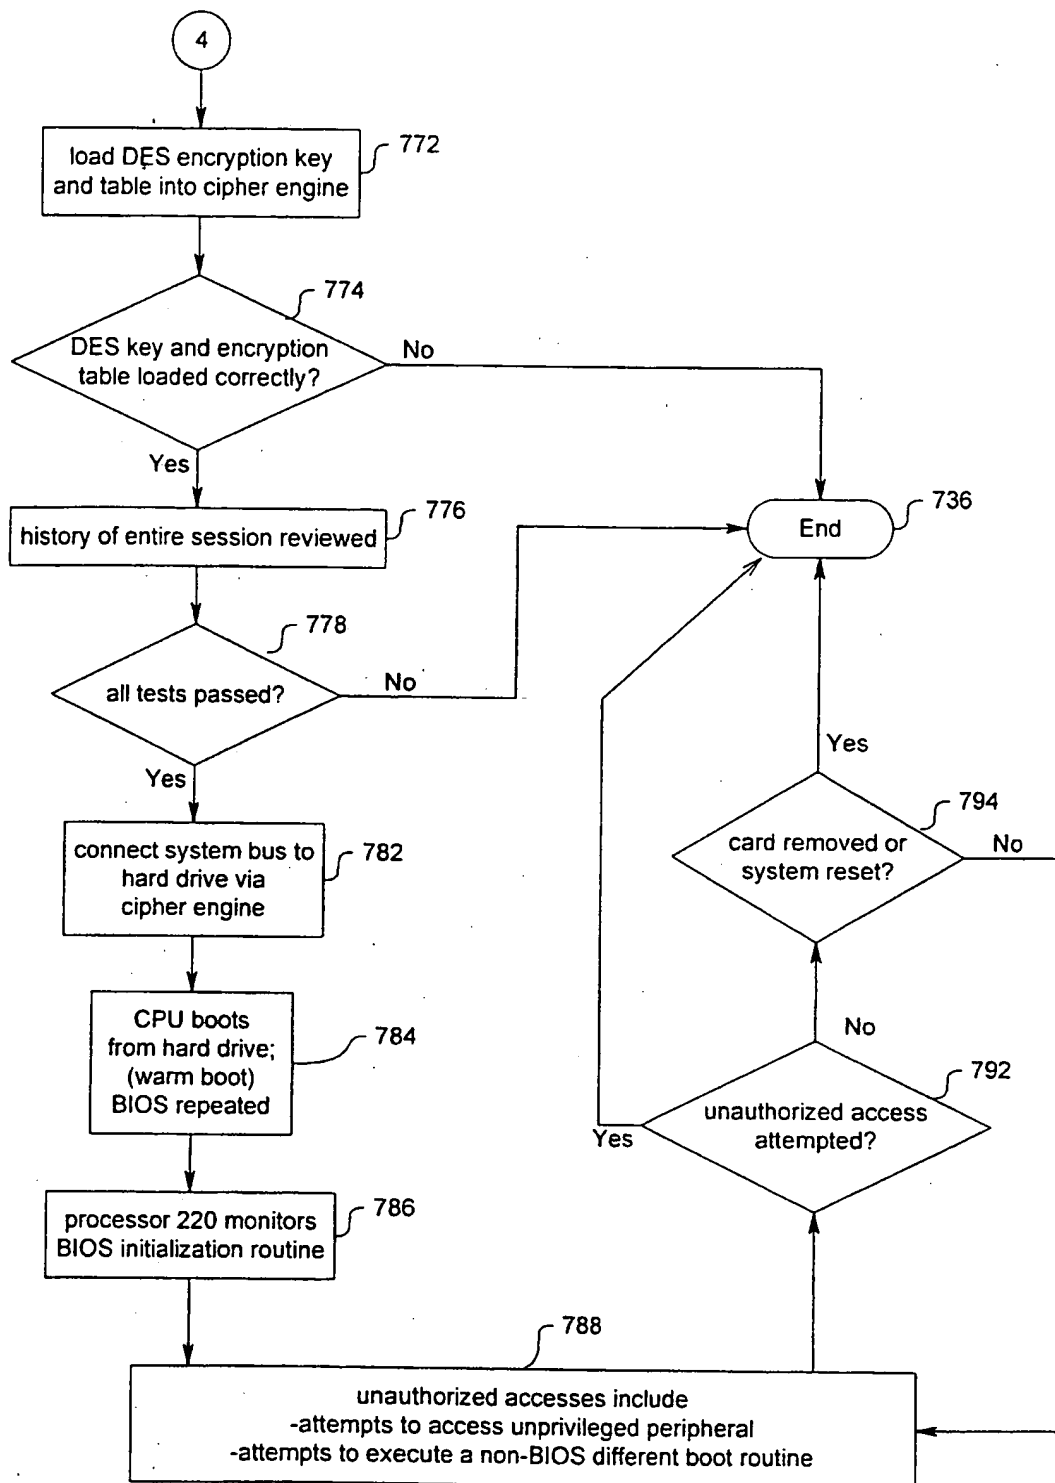 4
load DES encryption key
and table into cipher engine
772
DES key and encryption
table loaded correctly?
774
No
Yes
history of entire session reviewed
776
End
736
all tests passed?
778
No
Yes
connect system bus to
hard drive via
cipher engine
782
card removed or
system reset?
794
Yes
No
CPU boots
from hard drive;
(warm boot)
BIOS repeated
784
unauthorized access
attempted?
792
No
Yes
processor 220 monitors
BIOS initialization routine
786
788
unauthorized accesses include
-attempts to access unprivileged peripheral
-attempts to execute a non-BIOS different boot routine